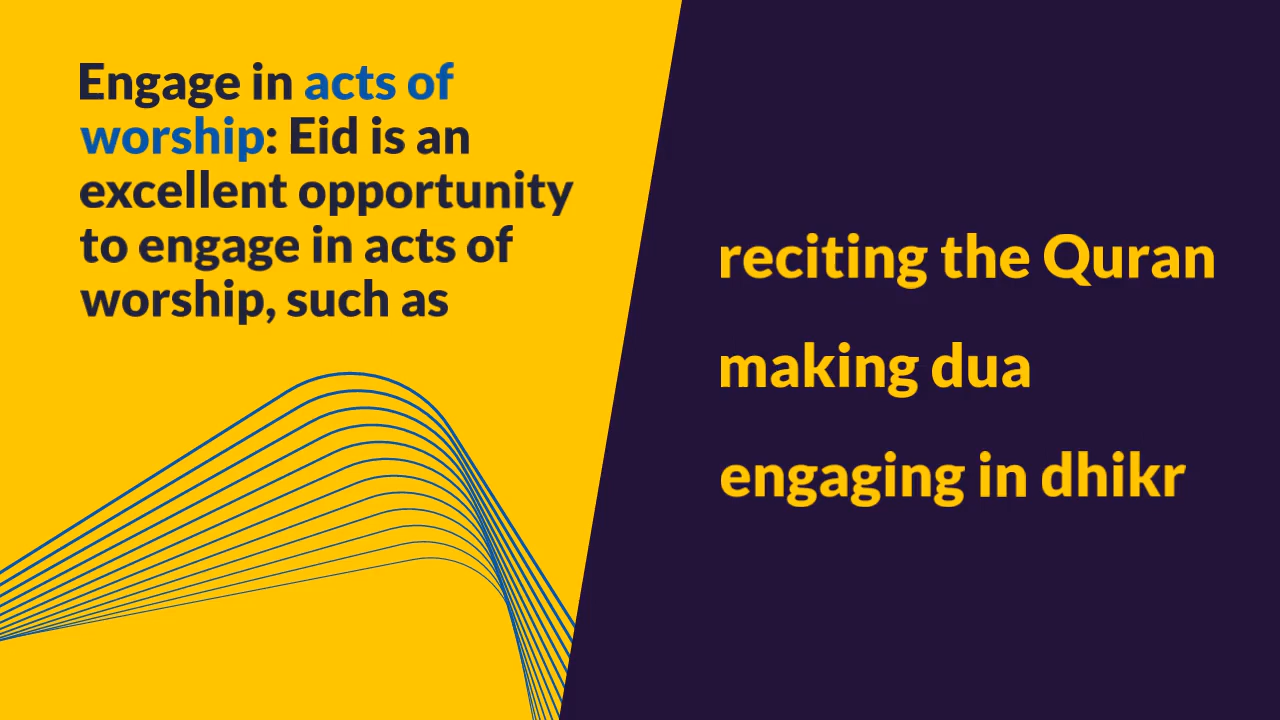 Engage in acts of
worship: Eid is an
excellent opportunity
to engage in acts of
worship, such as
reciting the Quran
making dua
engaging in dhikr